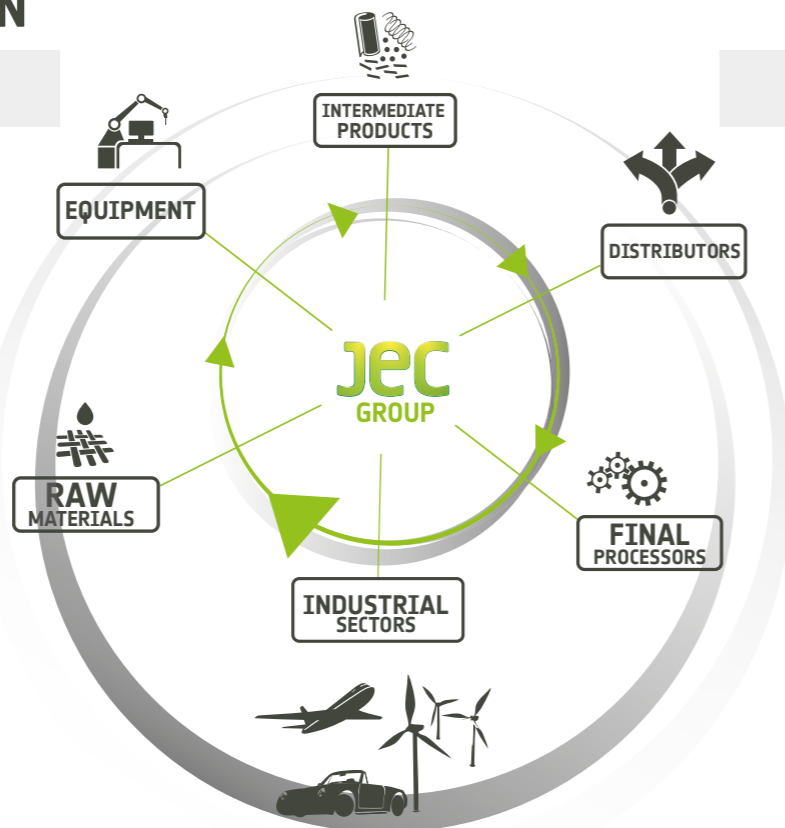 N
INTERMEDIATE
PRODUCTS
EQUIPMENT
DISTRIBUTORS
jec
GROUP
RAW
MATERIALS
FINAL
PROCESSORS
INDUSTRIAL
SECTORS